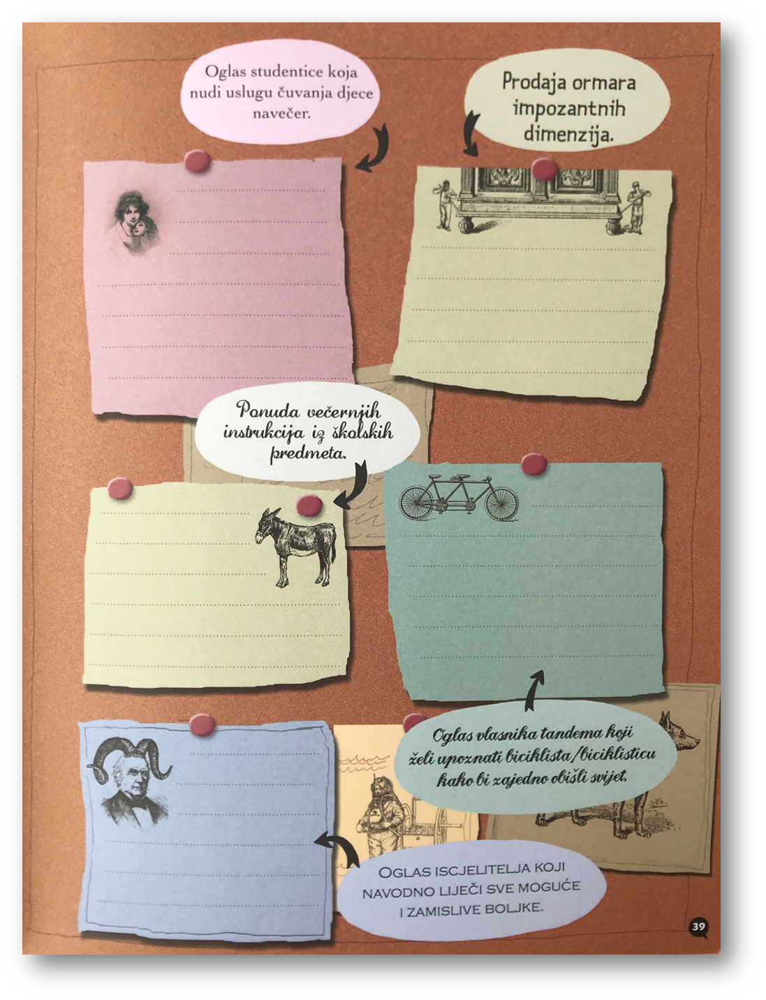 Oglas studentice koja
nudi uslugu čuvanja djece
navečer.
Prodaja ormara
impozantnih
dimenzija.
Ponuda večernjih
instrukcija iz školskih
predmeta.
Oglas vlasnika tandema koji
želi upoznati biciklista/biciklisticu
kako bi zajedno obišli svijet.
OGLAS ISCJELITELJA KOJI
NAVODNO LIJEČI SVE MOGUĆE
I ZAMISLIVE BOLJKE.
39